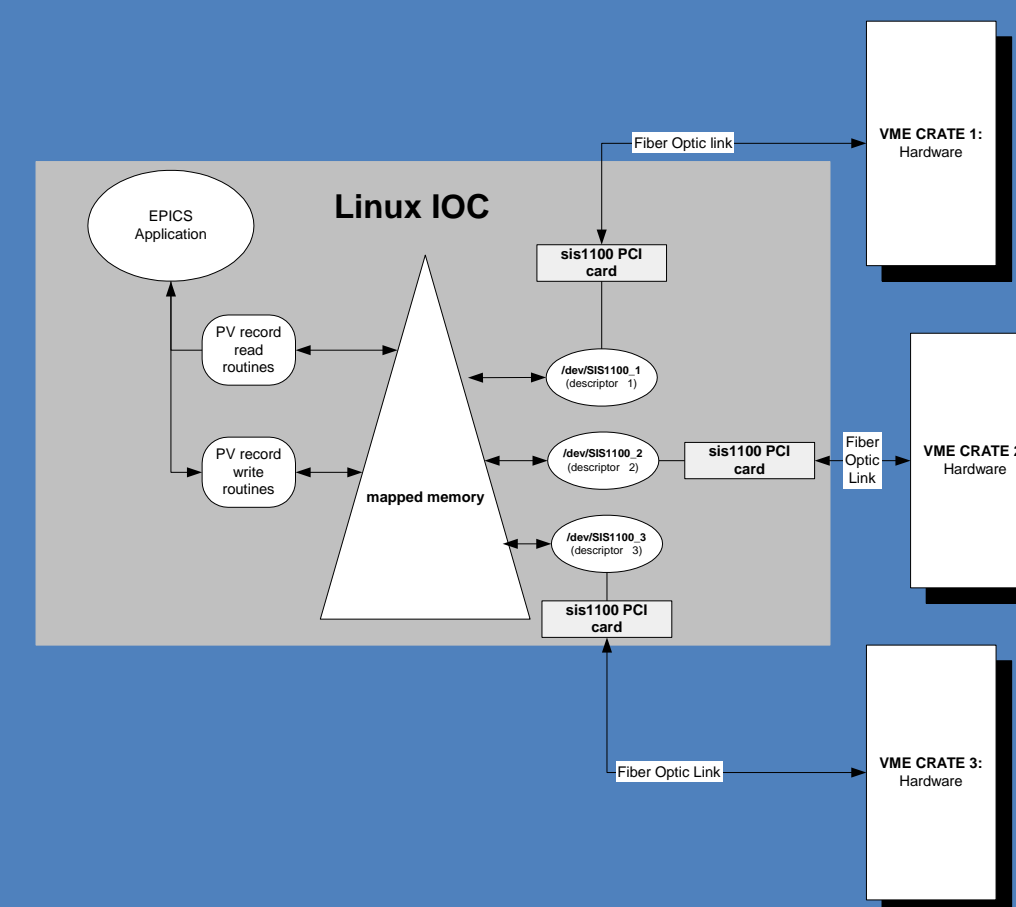 Fiber Optic link
VME CRATE 1:
Hardware
Linux IOC
EPICS
Application
sis1100 PCI
card
PV record
read
routines
/dev/SIS1100_1
(descriptor 1)
PV record
write
routines
mapped memory
/dev/SIS1100_2
(descriptor 2)
sis1100 PCI
card
Fiber
Optic
Link
VME CRATE 2
Hardware
/dev/SIS1100_3
(descriptor 3)
sis1100 PCI
card
Fiber Optic Link
VME CRATE 3:
Hardware